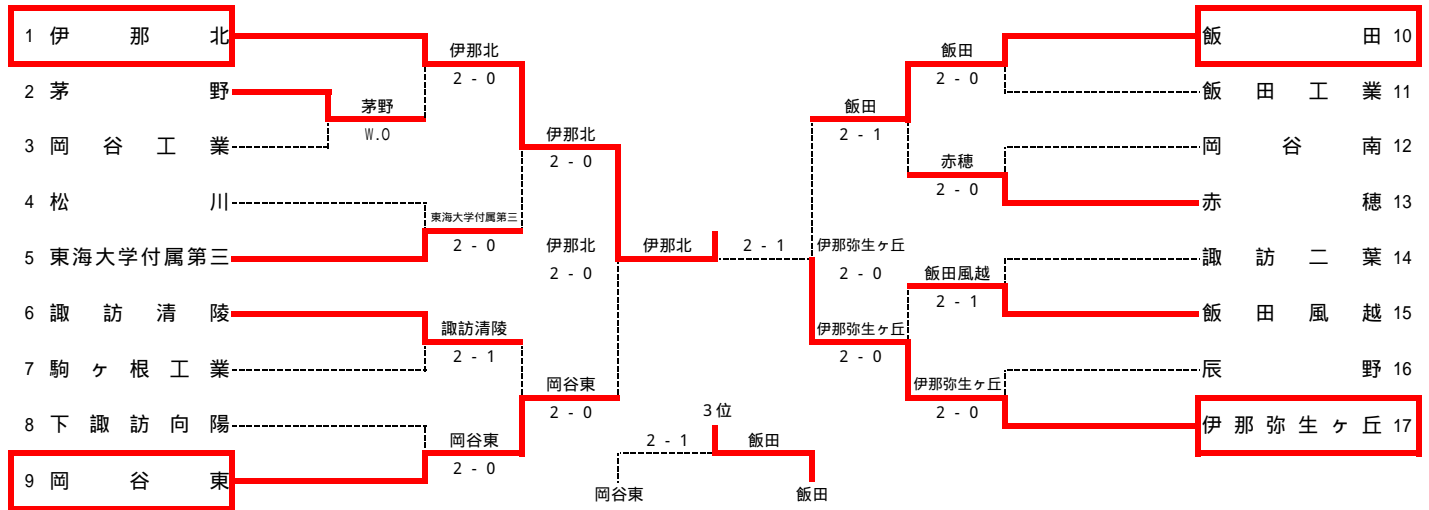 1 伊那北
2 茅野
3 岡谷工業
4 松川
5 東海大学付属第三
6 諏訪清陵
7 駒ヶ根工業
8 下諏訪向陽
9 岡谷東
茅野
W.O
伊那北
2 - 0
東海大学付属第三
2 - 0
諏訪清陵
2 - 1
岡谷東
2 - 0
伊那北
2 - 0
岡谷東
2 - 0
伊那北
2 - 0
伊那北
2 - 1
伊那弥生ヶ丘
2 - 0
飯田
2 - 1
伊那弥生ヶ丘
2 - 0
飯田
2 - 0
赤穂
2 - 0
飯田風越
2 - 1
伊那弥生ヶ丘
2 - 0
飯田 10
飯田工業 11
岡谷南 12
赤穂 13
諏訪二葉 14
飯田風越 15
辰野 16
伊那弥生ヶ丘 17
3位
2 - 1
飯田
岡谷東
飯田